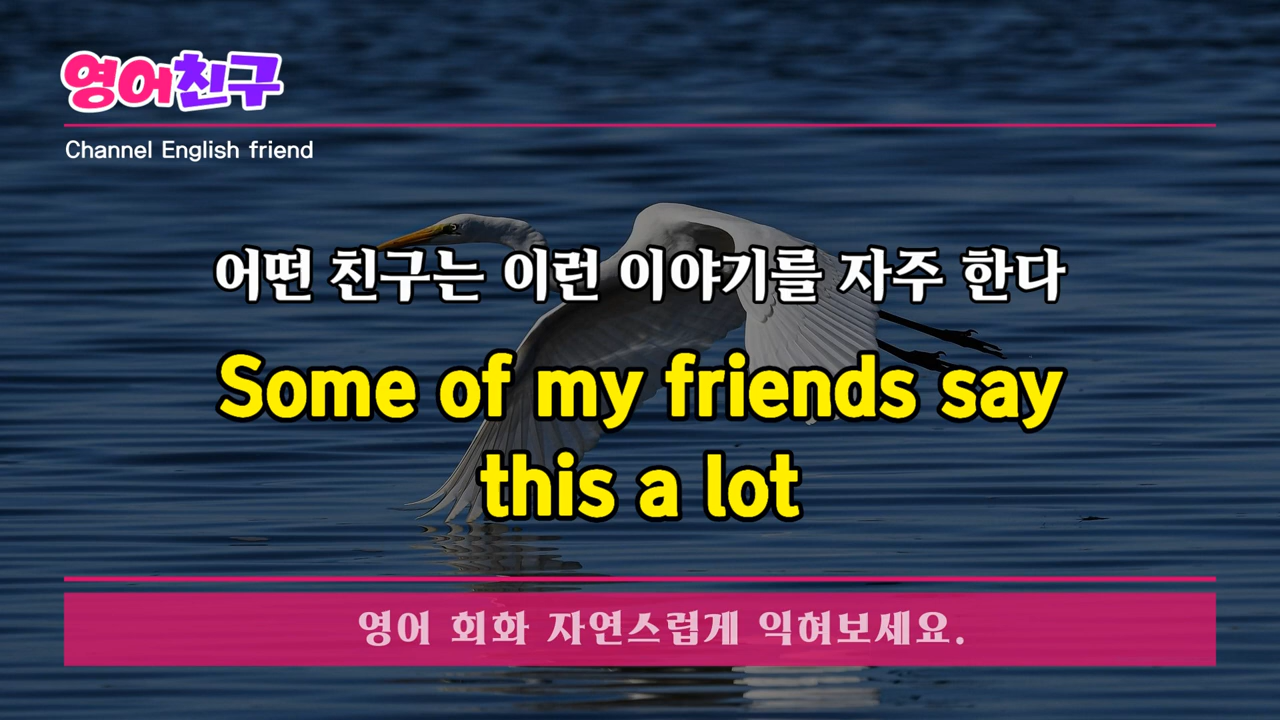 영어친구
Channel English friend
어떤 친구는 이런 이야기를 자주 한다
Some of my friends say
this a lot
영어 회화 자연스럽게 익혀보세요.